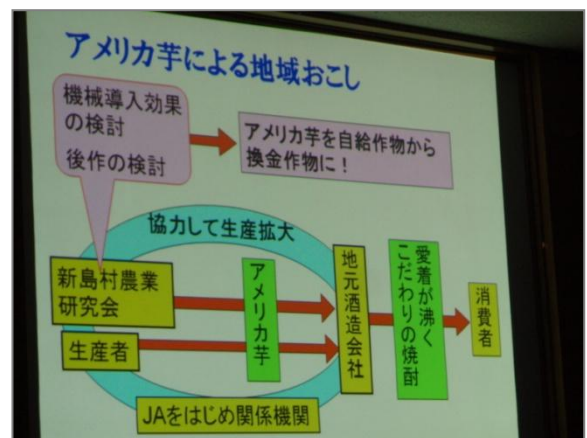 アメリカ芋による地域おこし
機械導入効果
の検討
後作の検討
アメリカ芋を自給作物から
換金作物に！
協力して生産拡大
新島村農業
研究会
生産者
アメリカ芋
地元酒造会社
愛着が沸く
こだわりの焼酎
消費者
JAをはじめ関係機関